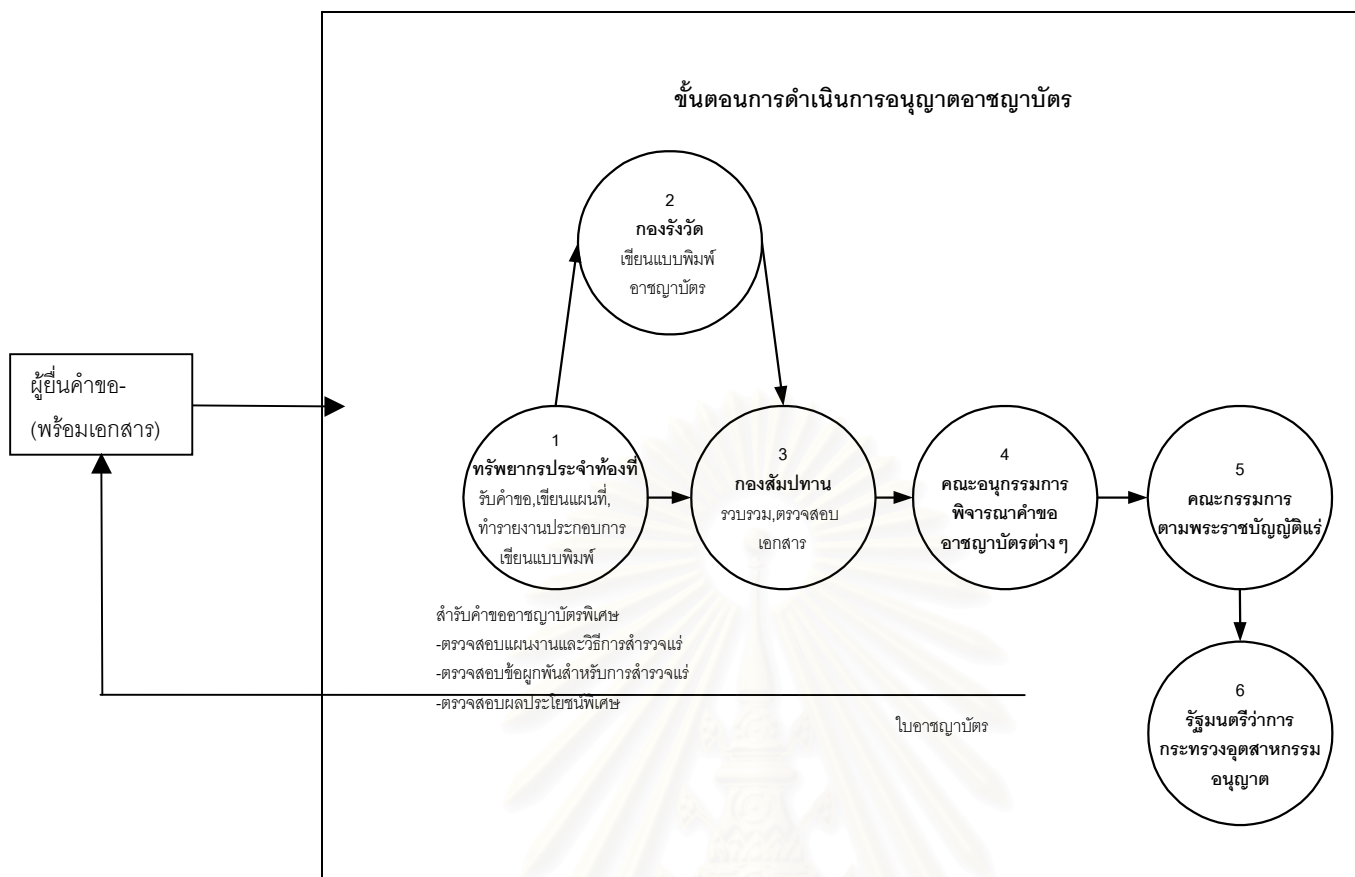 ขั้นตอนการดำเนินการอนุญาตอาชญาบัตร
2
กองรังวัด
เขียนแบบพิมพ์
อาชญาบัตร
ผู้ยื่นคำขอ-
(พร้อมเอกสาร)
1
ทรัพยากรประจำท้องที่
รับคำขอ,เขียนแผนที่,
ทำรายงานประกอบการ
เขียนแบบพิมพ์
3
กองสัมปทาน
รวบรวม,ตรวจสอบ
เอกสาร
4
คณะอนุกรรมการ
พิจารณาคำขอ
อาชญาบัตรต่างๆ
5
คณะกรรมการ
ตามพระราชบัญญัติแร่
สำรับคำขออาชญาบัตรพิเศษ
-ตรวจสอบแผนงานและวิธีการสำรวจแร่
-ตรวจสอบข้อผูกพันสำหรับการสำรวจแร่
-ตรวจสอบผลประโยชน์พิเศษ
ใบอาชญาบัตร
6
รัฐมนตรีว่าการ
กระทรวงอุตสาหกรรม
อนุญาต